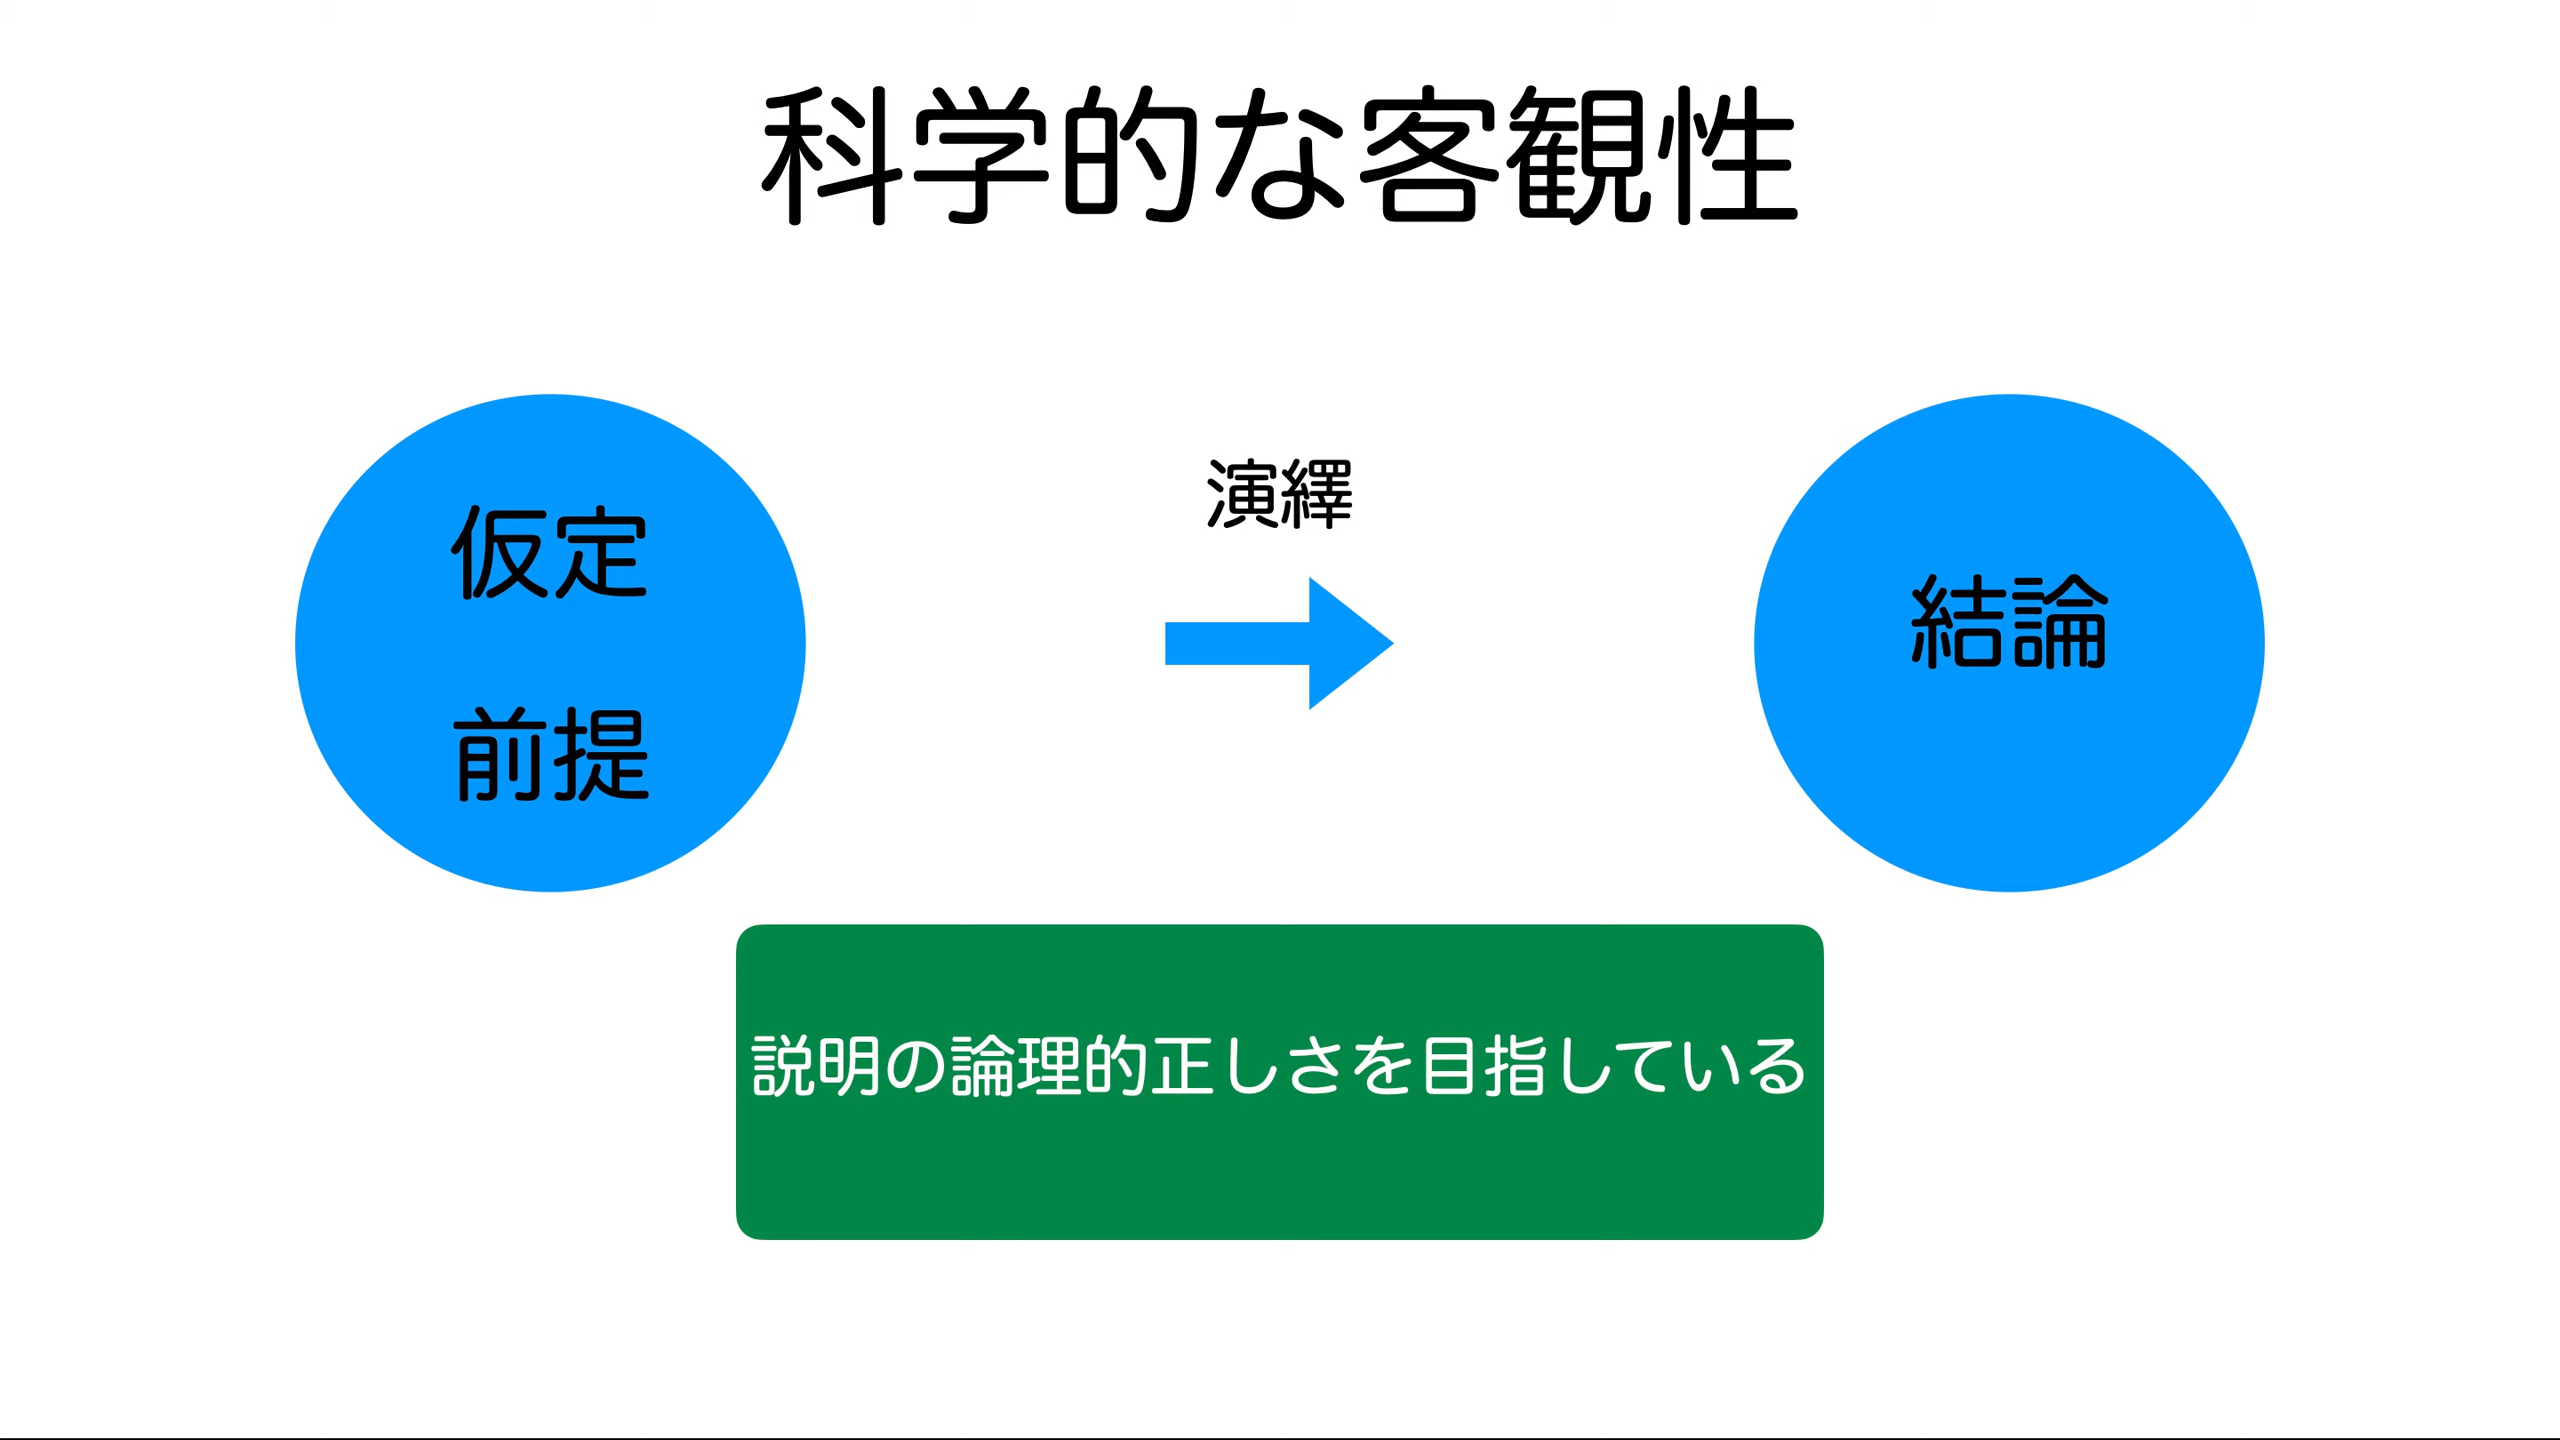 科学的な客観性
仮定
前提
演繹
結論
説明の論理的正しさを目指している